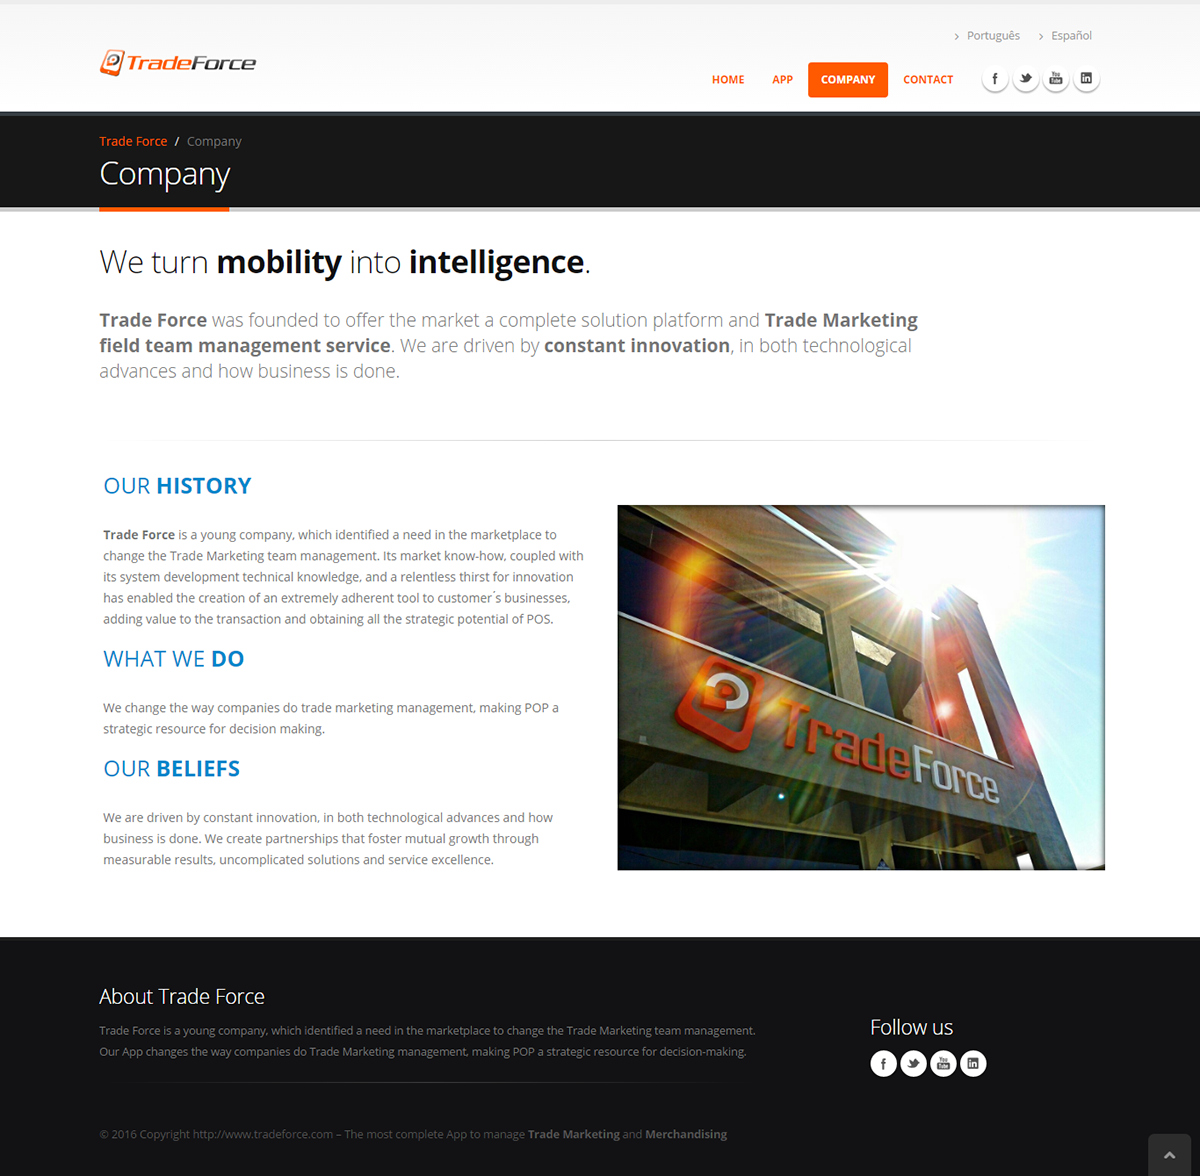 Português
Español
TradeForce
HOME
APP
COMPANY
CONTACT
Trade Force / Company
Company
We turn mobility into intelligence.
Trade Force was founded to offer the market a complete solution platform and Trade Marketing
field team management service. We are driven by constant innovation, in both technological
advances and how business is done.
OUR HISTORY
Trade Force is a young company, which identified a need in the marketplace to
change the Trade Marketing team management. Its market know-how, coupled with
its system development technical knowledge, and a relentless thirst for innovation
has enabled the creation of an extremely adherent tool to customer´s businesses,
adding value to the transaction and obtaining all the strategic potential of POS.
WHAT WE DO
We change the way companies do trade marketing management, making POP a
strategic resource for decision making.
OUR BELIEFS
We are driven by constant innovation, in both technological advances and how
business is done. We create partnerships that foster mutual growth through
measurable results, uncomplicated solutions and service excellence.
TradeForce
About Trade Force
Trade Force is a young company, which identified a need in the marketplace to change the Trade Marketing team management.
Our App changes the way companies do Trade Marketing management, making POP a strategic resource for decision-making.
Follow us
© 2016 Copyright http://www.tradeforce.com – The most complete App to manage Trade Marketing and Merchandising